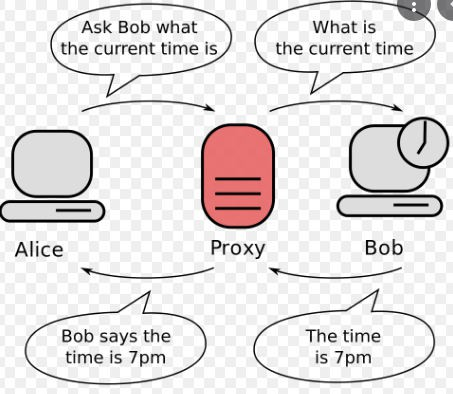 Ask Bob what
the current time is
What is
the current time
Alice
Proxy
Bob
Bob says the
time is 7pm
The time
is 7pm